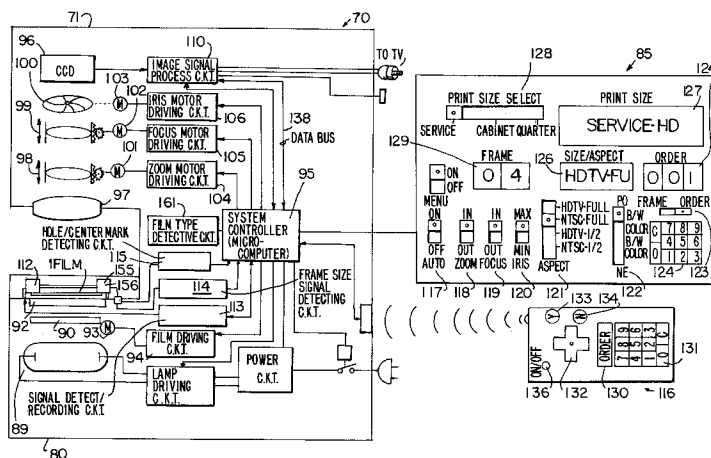 71
70
96
CCD
110
IMAGE SIGNAL
PROCESS C.K.T.
TO TV
100
103
M
102
IRIS MOTOR
DRIVING C.K.T.
106
138
DATA BUS
99
M
FOCUS MOTOR
DRIVING C.K.T.
105
101
98
M
ZOOM MOTOR
DRIVING C.K.T.
104
97
161
FILM TYPE
DETECTIVE CKT.
95
SYSTEM
CONTROLLER
(MICRO-
COMPUTER)
HOLE/CENTER MARK
DETECTING C.K.T.
115
112
1FILM
155
156
114
FRAME SIZE
SIGNAL
DETECTING C.K.T.
92
113
90
93
M
94
FILM DRIVING
C.K.T.
POWER
C.K.T.
LAMP
DRIVING
C.K.T.
89
SIGNAL DETECT/
RECORDING C.K.T.
80
128
85
124
127
PRINT SIZE SELECT
SERVICE
CABINET
QUARTER
PRINT SIZE
SERVICE-HD
129
FRAME
0 4
126
SIZE/ASPECT
HDTV-FU
ORDER
0 0 1
ON
OFF
MENU
ON
OFF
AUTO
117
IN
OUT
ZOOM
118
IN
OUT
FOCUS
119
MAX
MIN
IRIS
120
HDTV-FULL
NTSC-FULL
HDTV-1/2
NTSC-1/2
ASPECT
121
PO
B/W
COLOR
B/W
COLOR
NE
122
FRAME ORDER
C 7 8 9
4 5 6
0 1 2 3
124
123
133
134
N
ON/OFF
136
132
ORDER
130
7 8 9
4 5 6
1 2 3
0 C
131
116